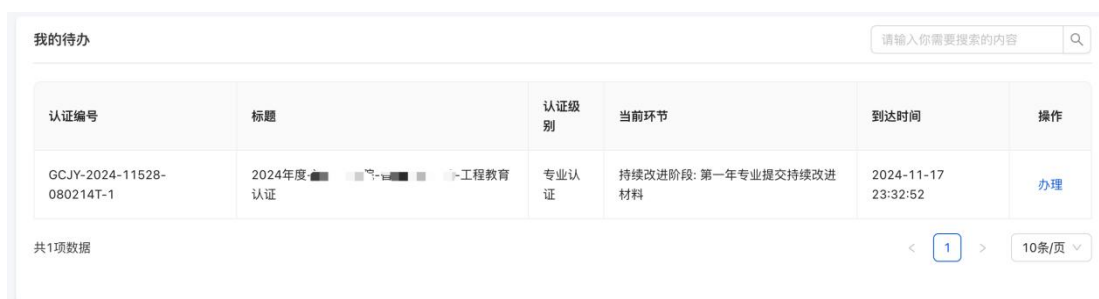 我的待办
请输入你需要搜索的内容
认证编号 标题 认证级 当前环节 到达时间 操作
别
GCJY-2024-11528- 2024年度- -工程教育 专业认 持续改进阶段: 第一年专业提交持续改进 2024-11-17 办理
080214T-1 认证 证 材料 23:32:52
共1项数据 < 1 > 10条/页